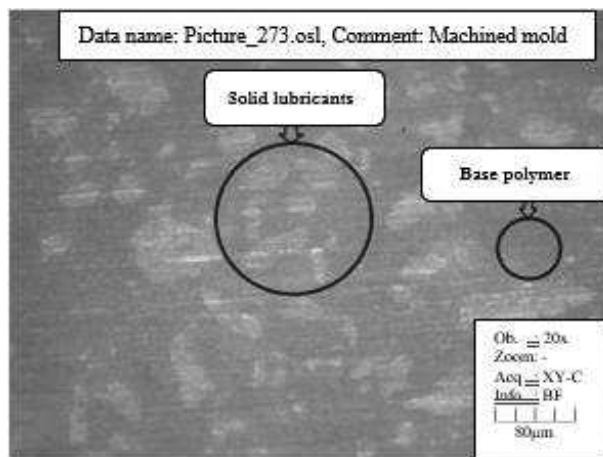 Data name: Picture_273.osl, Comment: Machined mold
Solid lubricants
Base polymer
Ob. : 20x
Zoom: -
Acq : XY-C
Info : BF
80μm